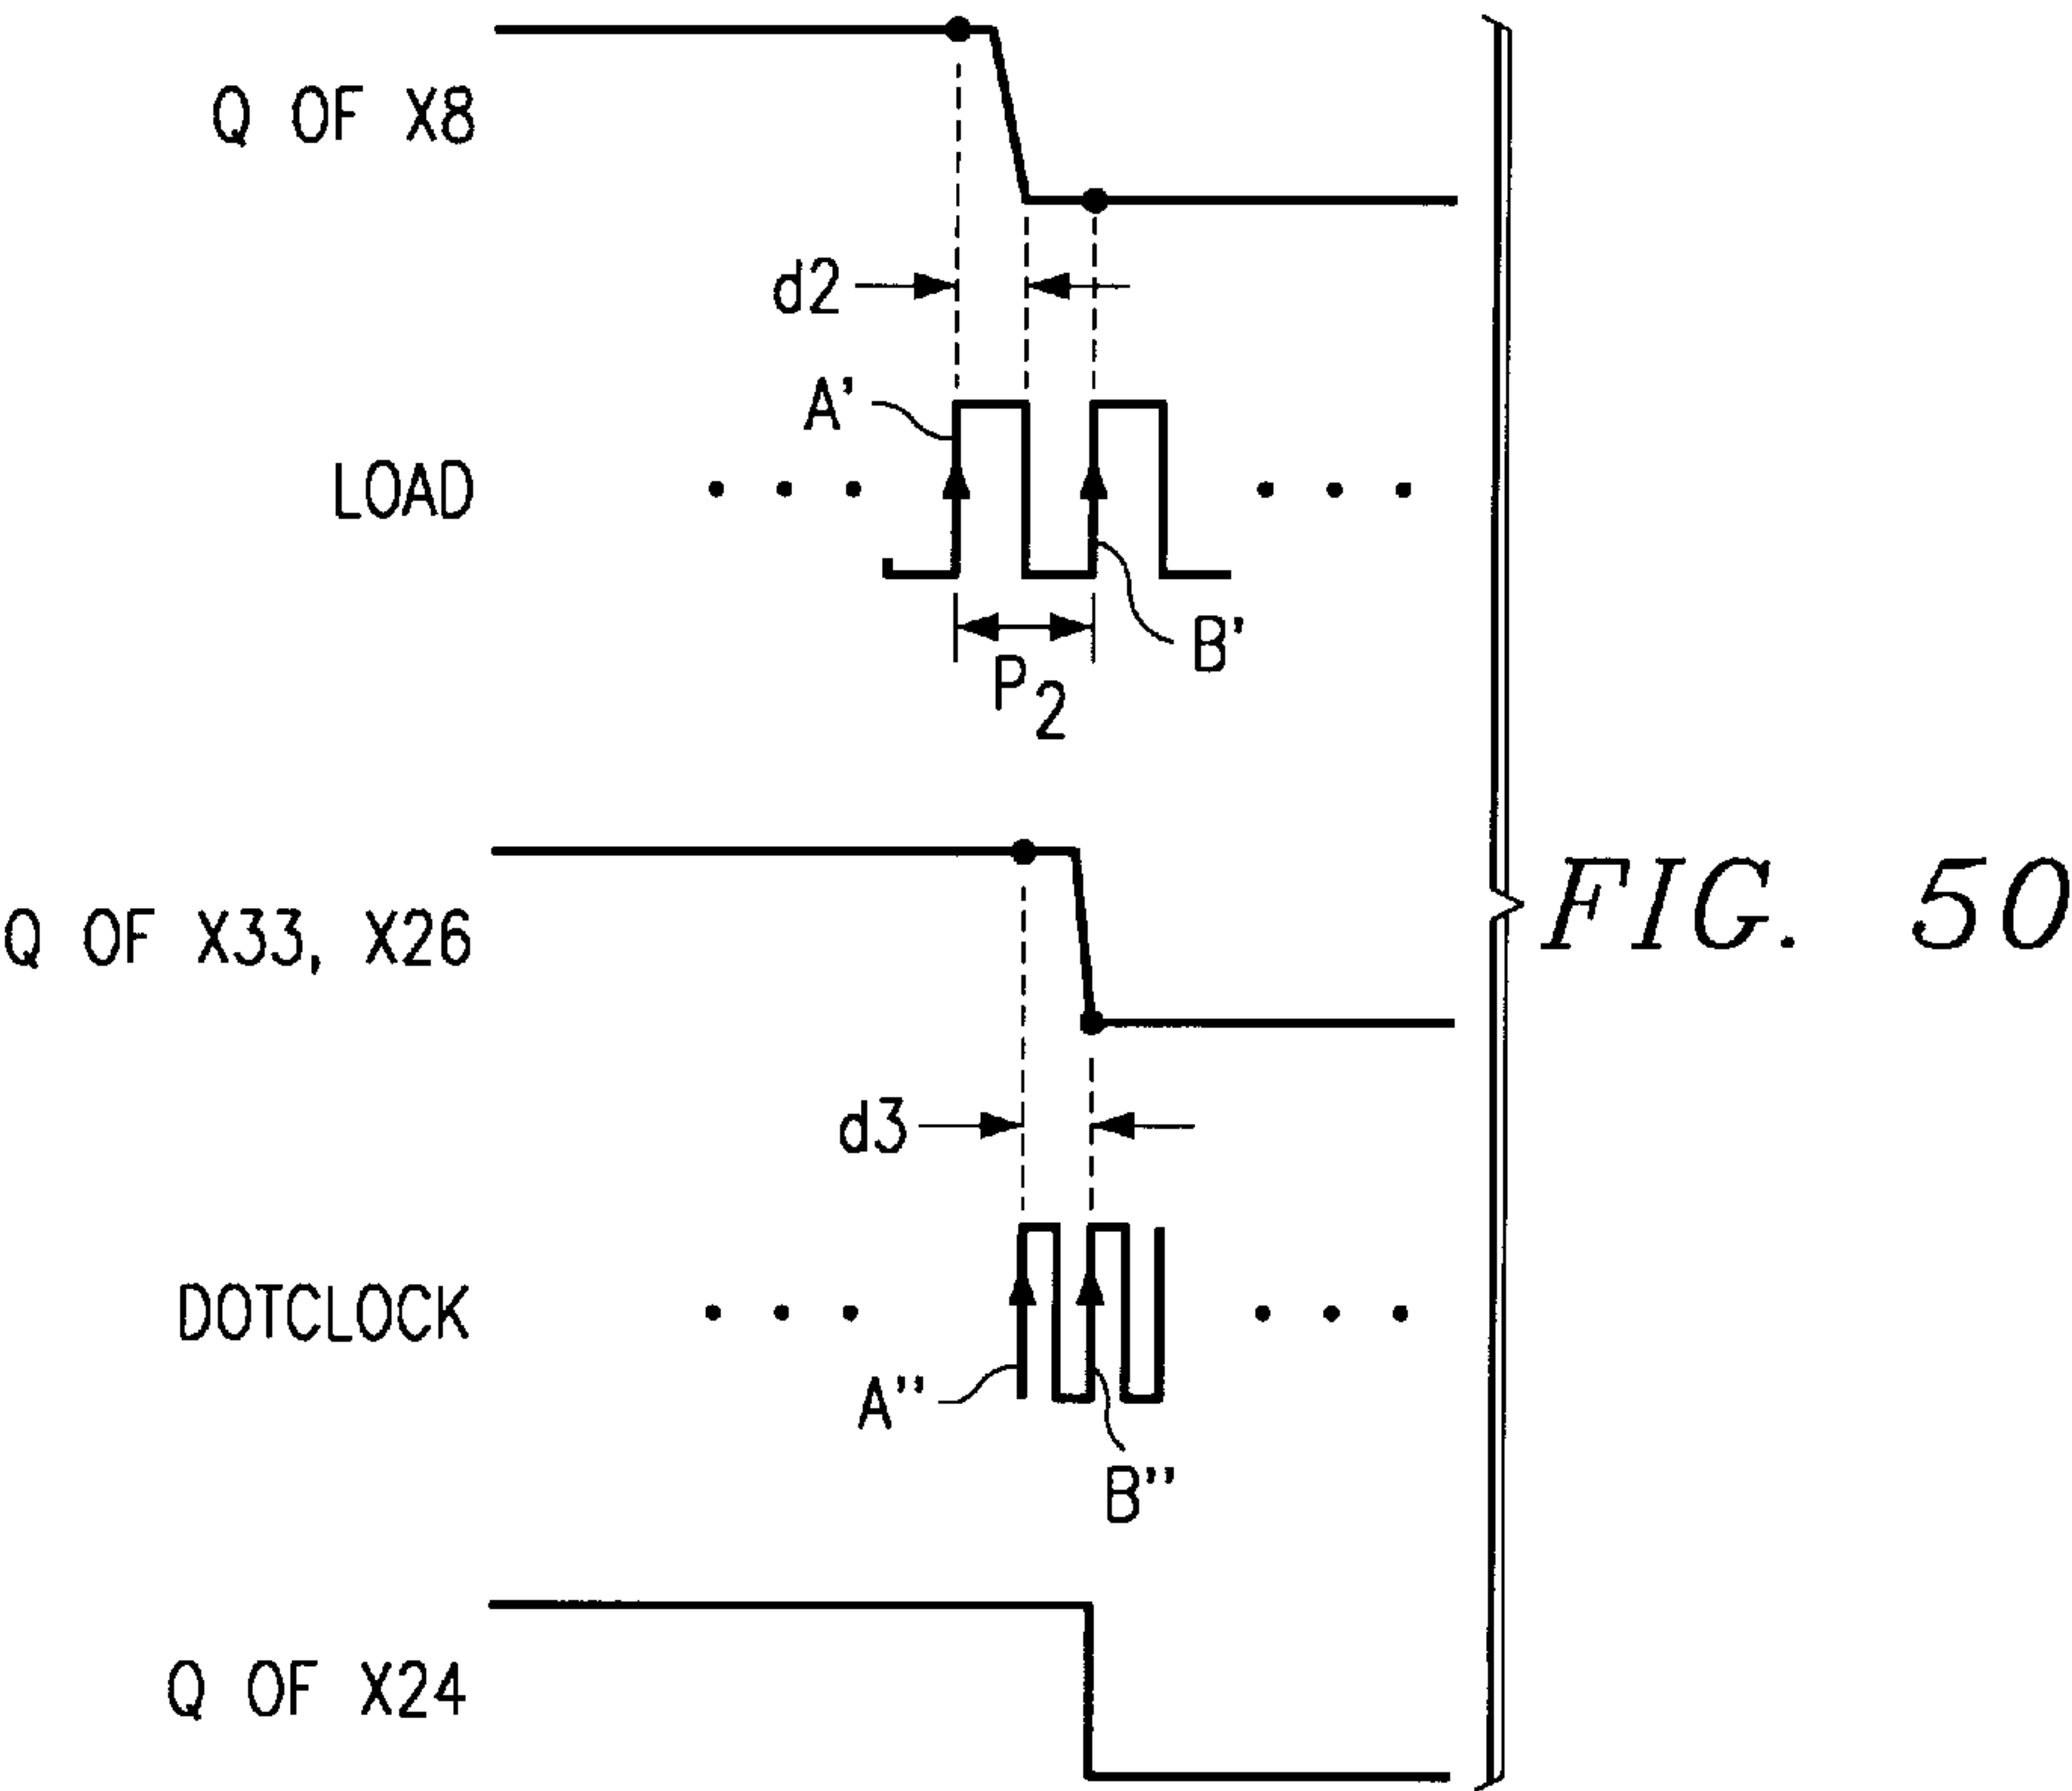 Q OF X8
d2
A'
LOAD
B'
P2
Q OF X33, X26
FIG. 50
d3
DOTCLOCK
A"
B"
Q OF X24